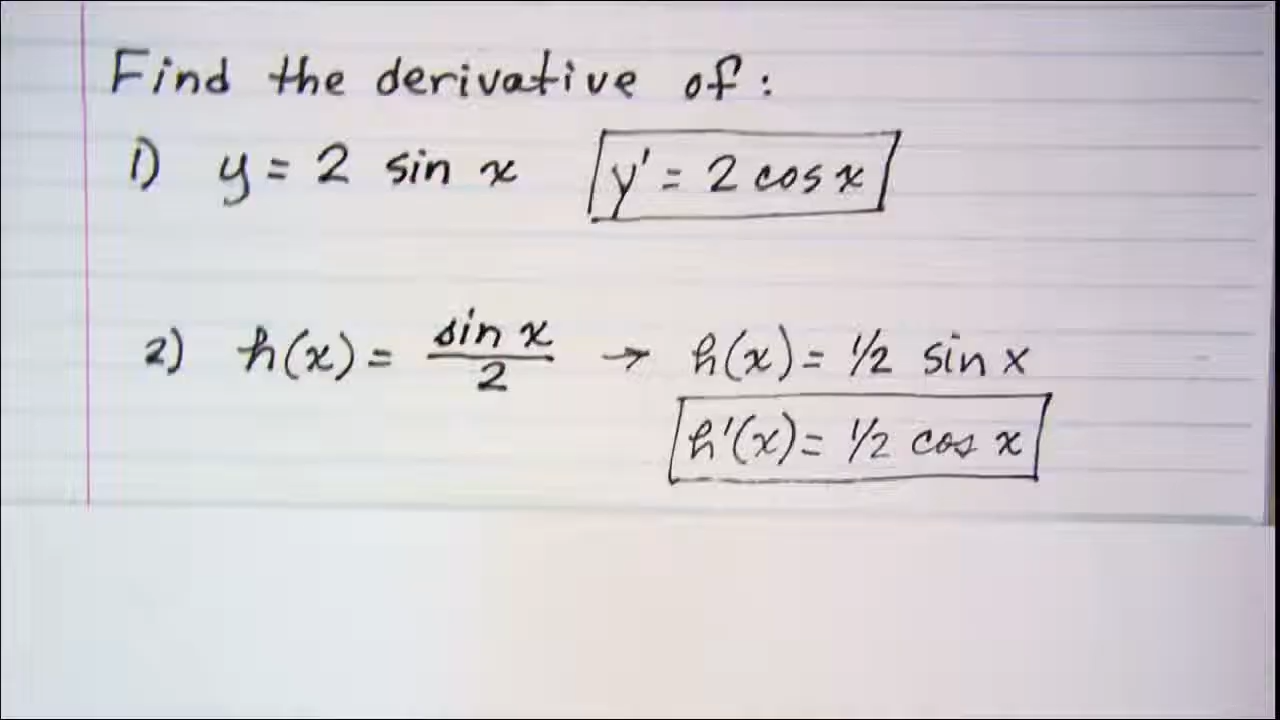 Find the derivative of:
1) y = 2 sin x y' = 2 cos x
2) h(x) = sin x / 2 → h(x) = 1/2 sin x
h'(x) = 1/2 cos x